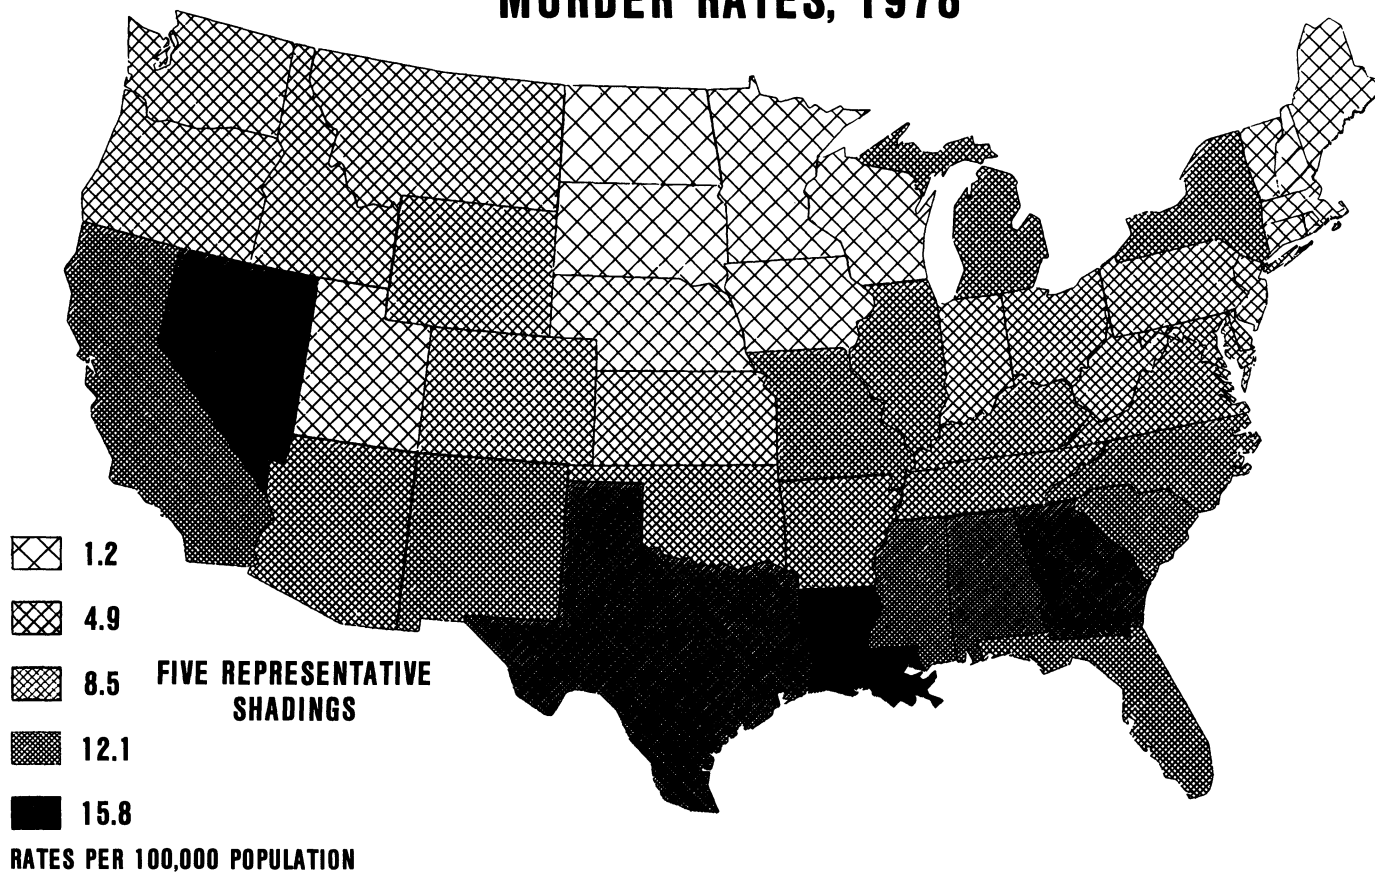 MURDER RATES, 1978
1.2
4.9
8.5
12.1
15.8
FIVE REPRESENTATIVE
SHADINGS
RATES PER 100,000 POPULATION